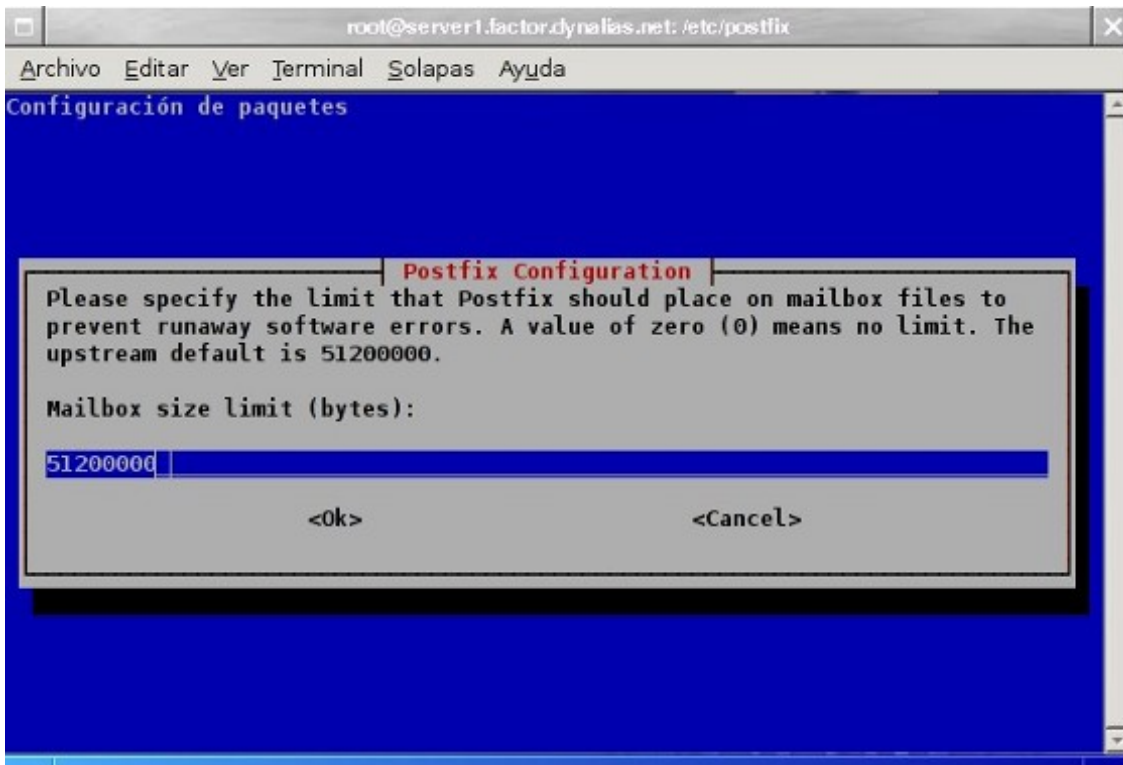 root@server1.factor.dynalias.net: /etc/postfix
Archivo Editar Ver Terminal Solapas Ayuda
Configuración de paquetes
Postfix Configuration
Please specify the limit that Postfix should place on mailbox files to
prevent runaway software errors. A value of zero (0) means no limit. The
upstream default is 51200000.
Mailbox size limit (bytes):
51200000
<Ok> <Cancel>